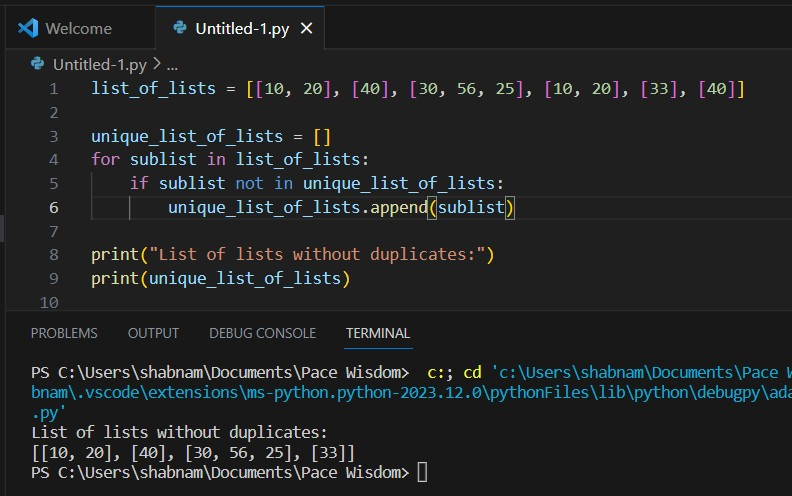 Welcome
Untitled-1.py
Untitled-1.py > ...
1 list_of_lists = [[10, 20], [40], [30, 56, 25], [10, 20], [33], [40]]
2
3 unique_list_of_lists = []
4 for sublist in list_of_lists:
5     if sublist not in unique_list_of_lists:
6         unique_list_of_lists.append(sublist)
7
8 print("List of lists without duplicates:")
9 print(unique_list_of_lists)
10
PROBLEMS OUTPUT DEBUG CONSOLE TERMINAL
PS C:\Users\shabnam\Documents\Pace Wisdom>  c:; cd 'c:\Users\shabnam\Documents\Pace W
bnam\.vscode\extensions\ms-python.python-2023.12.0\pythonFiles\lib\python\debugpy\ada
.py'
List of lists without duplicates:
[[10, 20], [40], [30, 56, 25], [33]]
PS C:\Users\shabnam\Documents\Pace Wisdom>